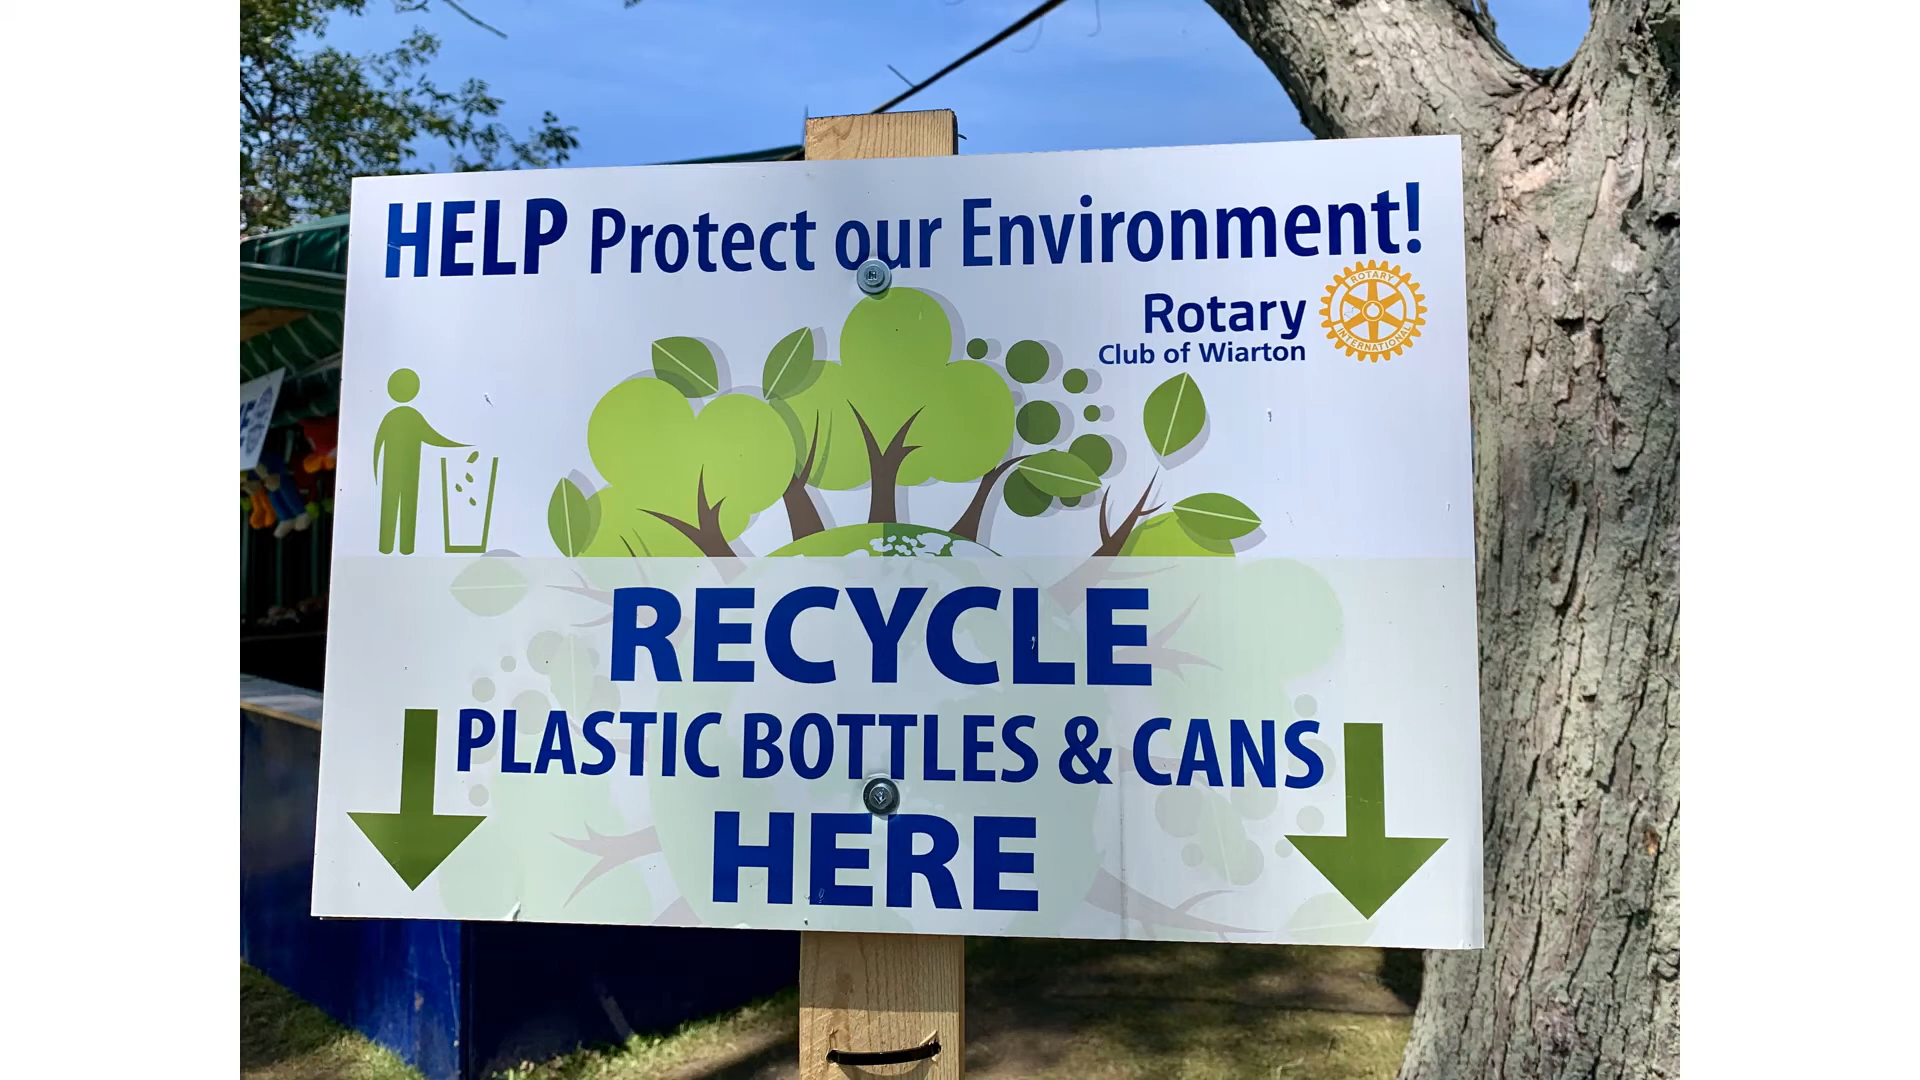 HELP Protect our Environment!
Rotary
Club of Wiarton
ROTARY
INTERNATIONAL
RECYCLE
PLASTIC BOTTLES & CANS
HERE